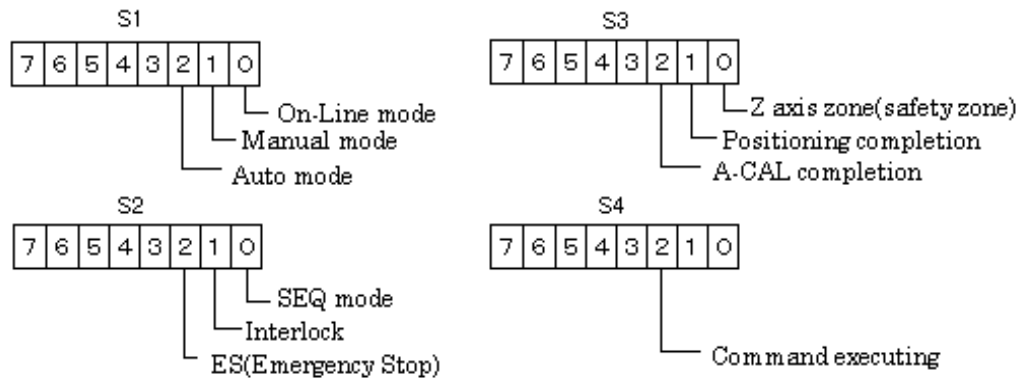 S1
7 6 5 4 3 2 1 0
On-Line mode
Manual mode
Auto mode
S3
7 6 5 4 3 2 1 0
Z axis zone(safety zone)
Positioning completion
A-CAL completion
S2
7 6 5 4 3 2 1 0
SEQ mode
Interlock
ES(Emergency Stop)
S4
7 6 5 4 3 2 1 0
Command executing